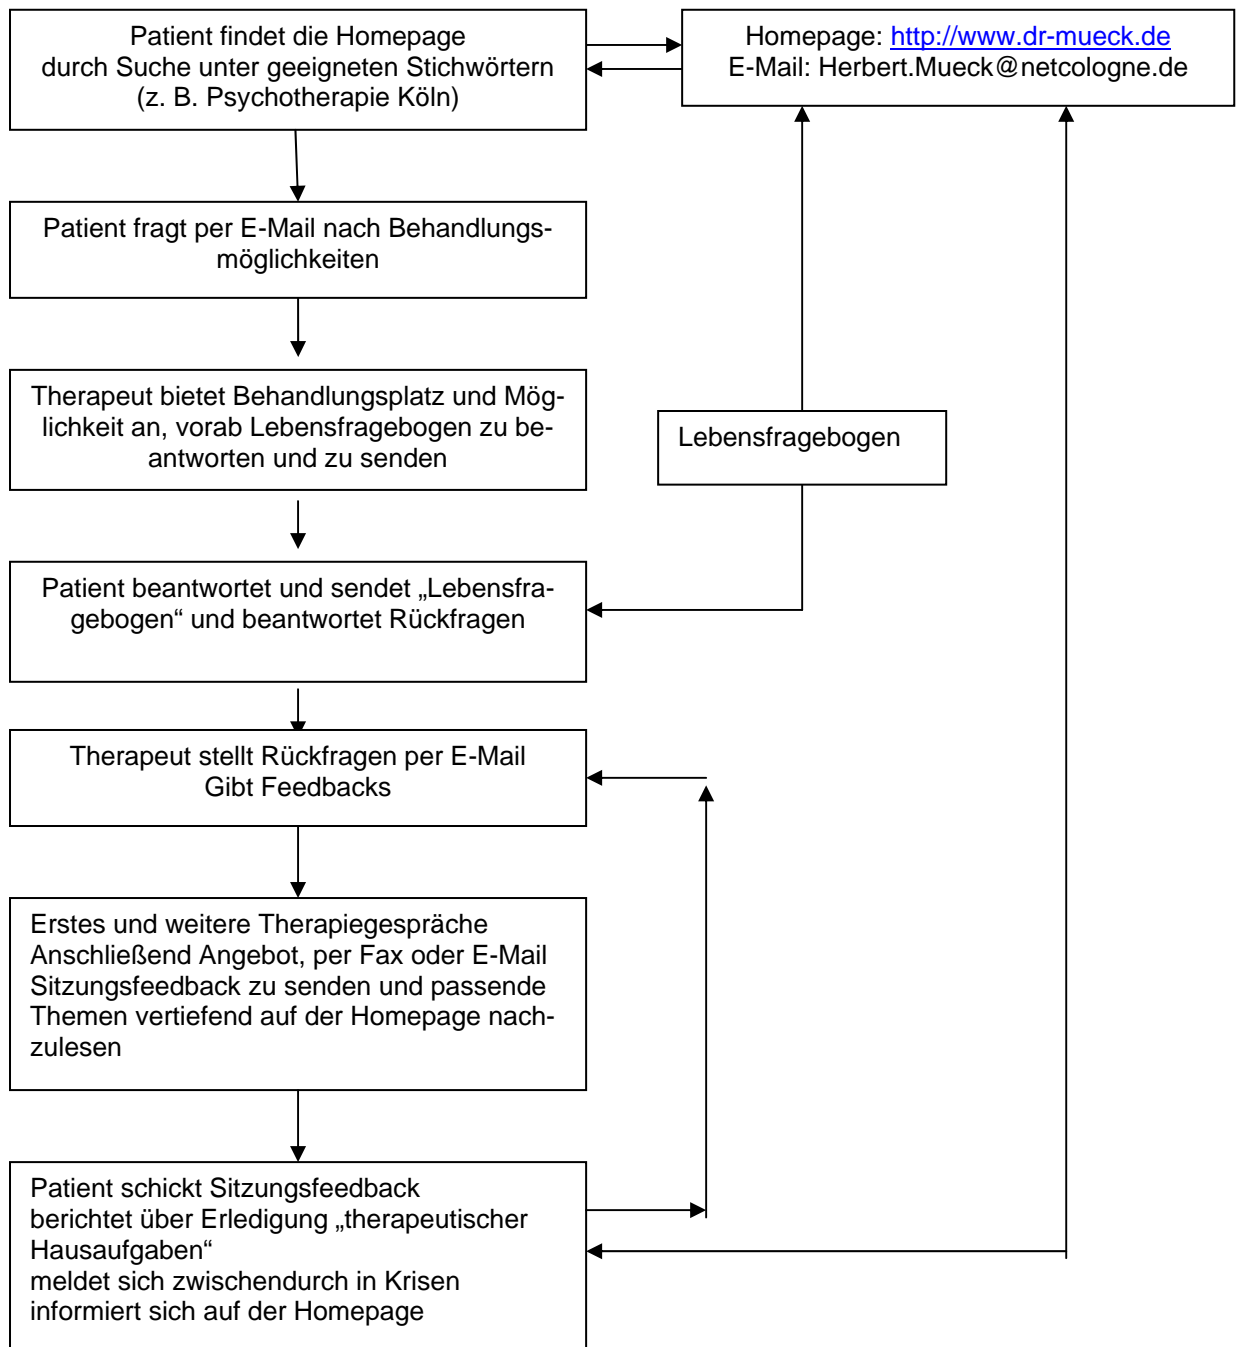 Patient findet die Homepage
durch Suche unter geeigneten Stichwörtern
(z. B. Psychotherapie Köln)
Homepage: http://www.dr-mueck.de
E-Mail: Herbert.Mueck@netcologne.de
Patient fragt per E-Mail nach Behandlungs-
möglichkeiten
Therapeut bietet Behandlungsplatz und Mög-
lichkeit an, vorab Lebensfragebogen zu be-
antworten und zu senden
Lebensfragebogen
Patient beantwortet und sendet „Lebensfra-
gebogen“ und beantwortet Rückfragen
Therapeut stellt Rückfragen per E-Mail
Gibt Feedbacks
Erstes und weitere Therapiegespräche
Anschließend Angebot, per Fax oder E-Mail
Sitzungsfeedback zu senden und passende
Themen vertiefend auf der Homepage nach-
zulesen
Patient schickt Sitzungsfeedback
berichtet über Erledigung „therapeutischer
Hausaufgaben“
meldet sich zwischendurch in Krisen
informiert sich auf der Homepage